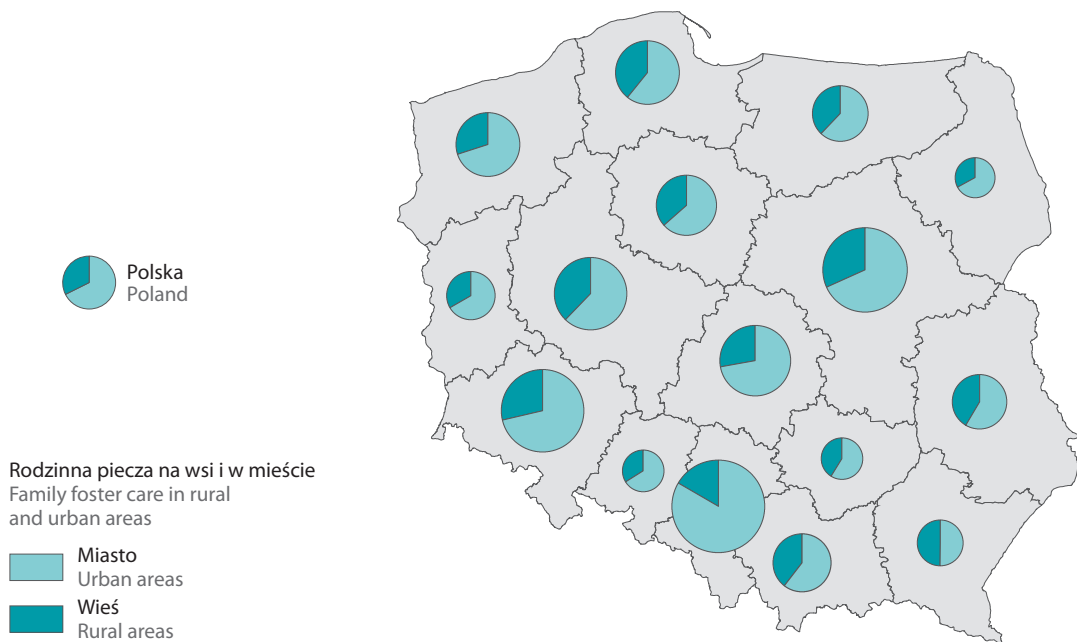 Polska
Poland
Rodzinna piecza na wsi i w mieście
Family foster care in rural
and urban areas
Miasto
Urban areas
Wieś
Rural areas